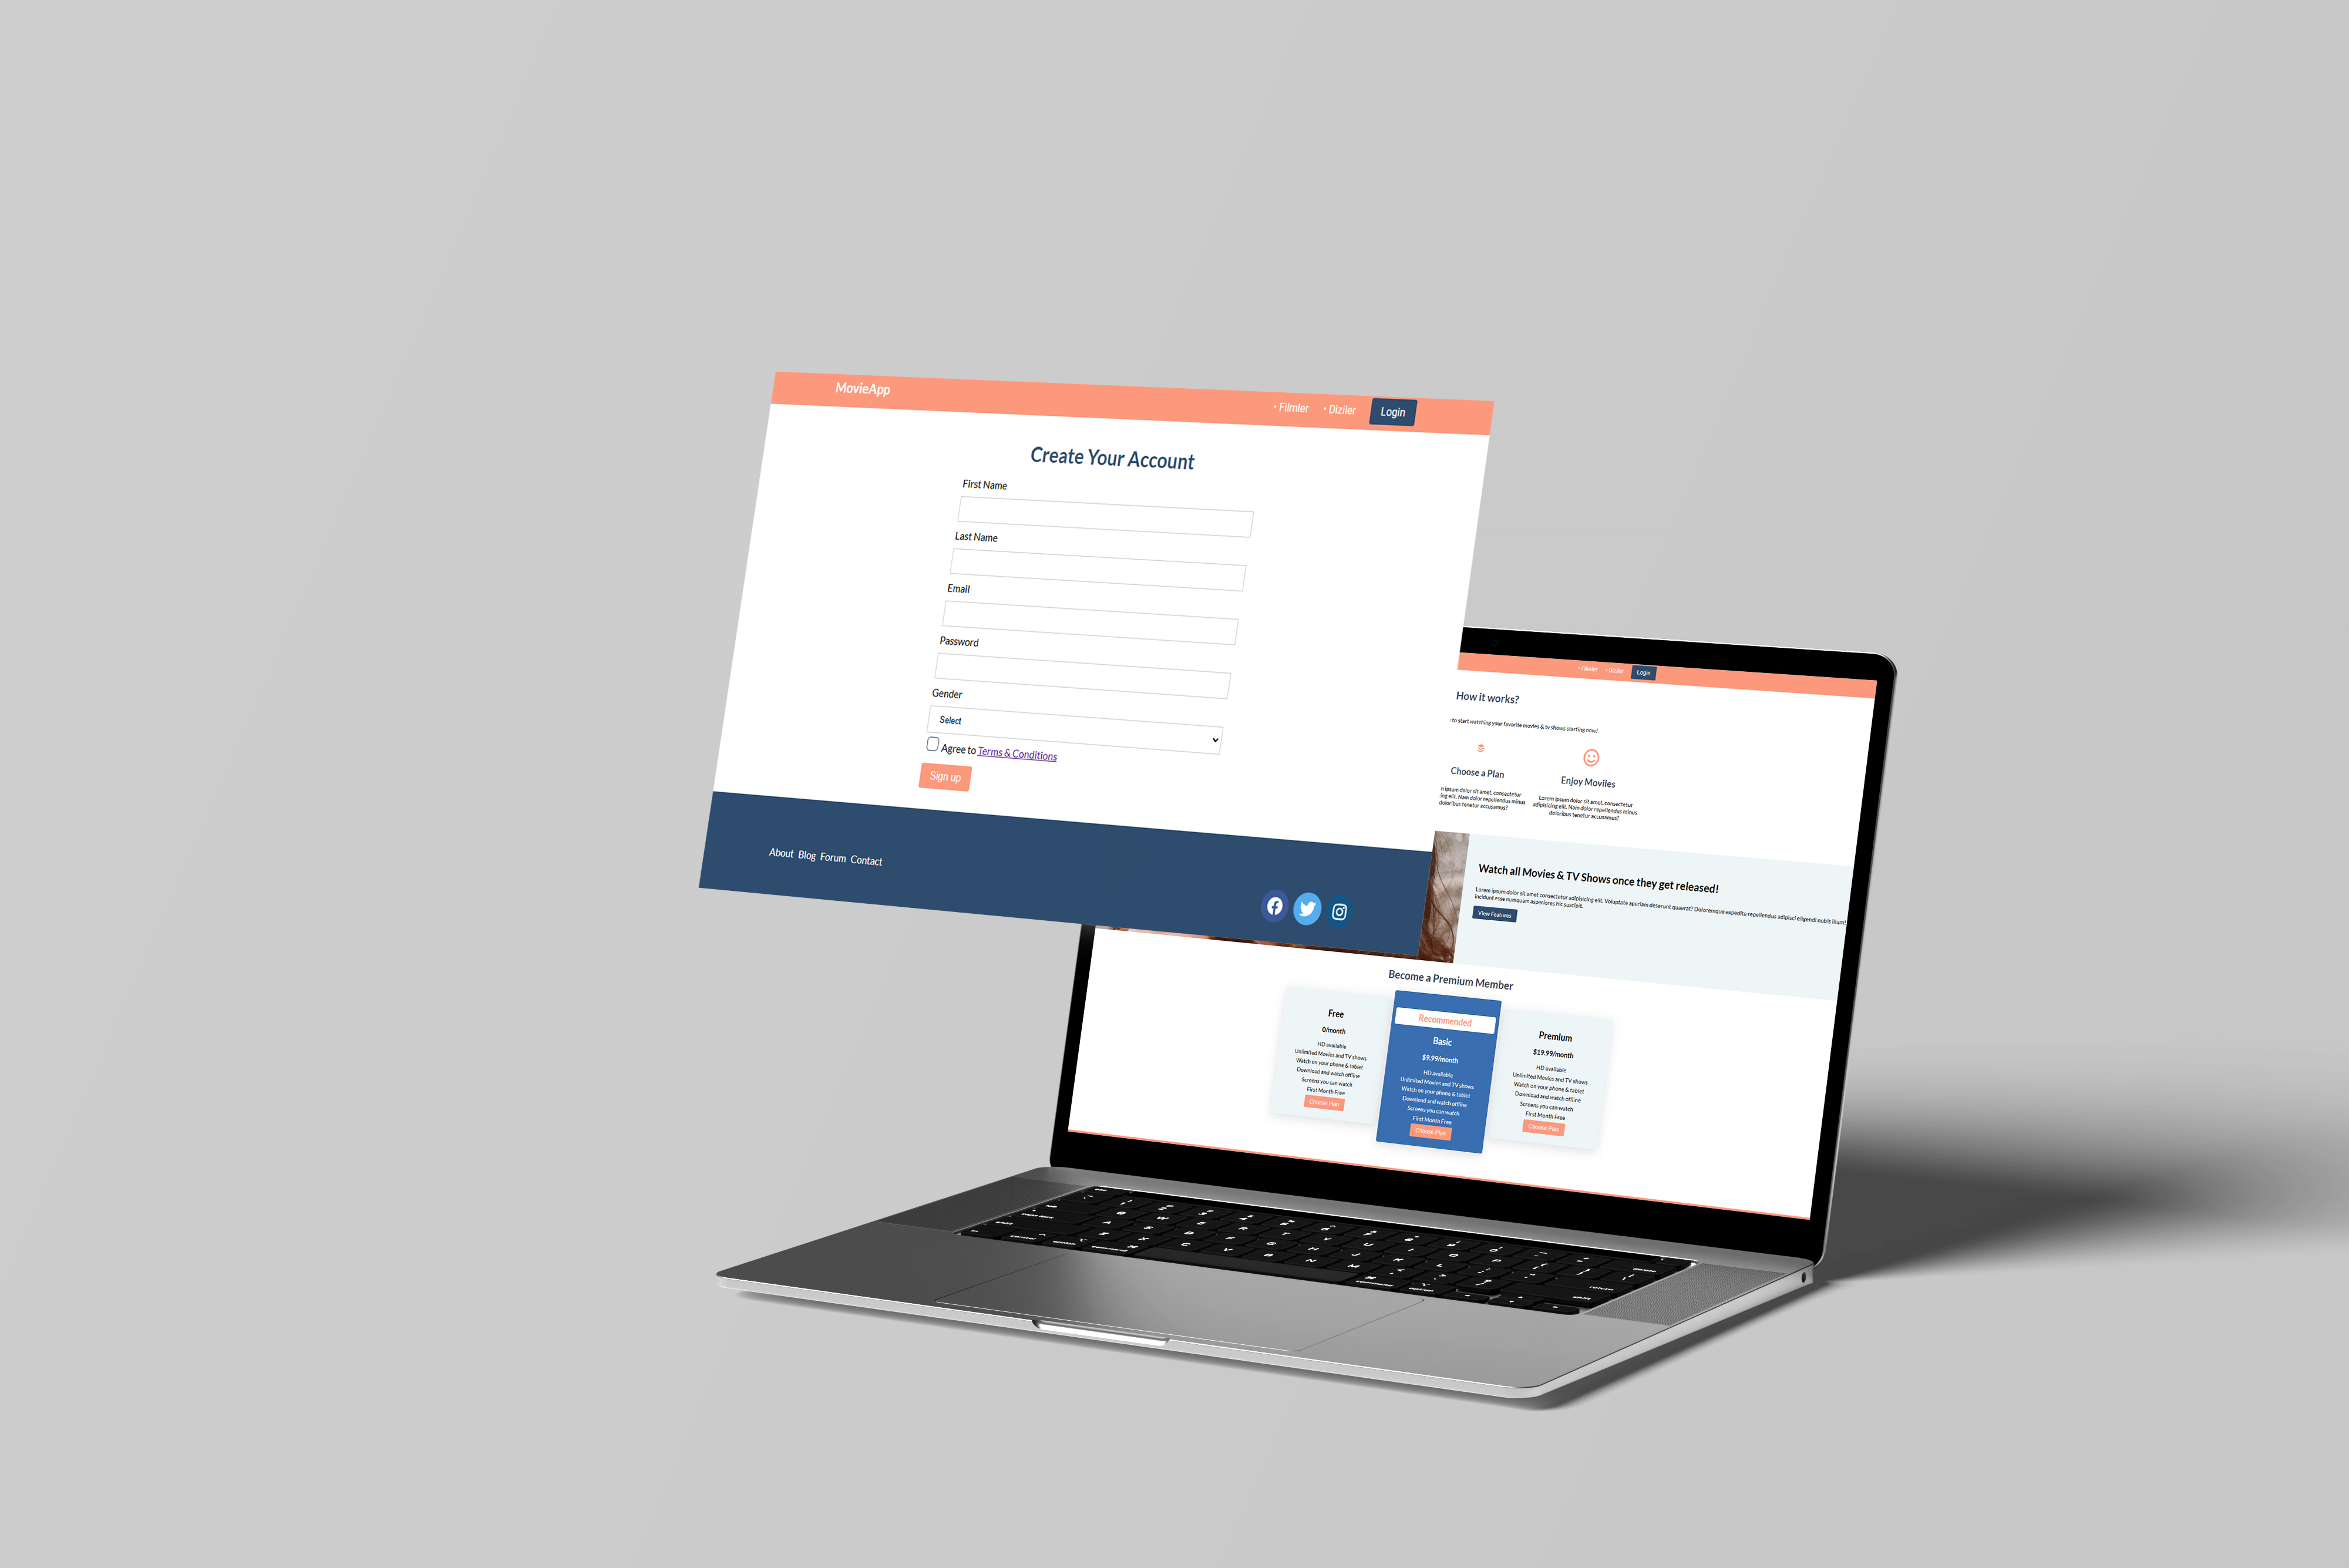 MovieApp
• Filmler • Diziler Login
Create Your Account
First Name
Last Name
Email
Password
Gender
Select
Agree to Terms & Conditions
Sign up
About Blog Forum Contact
• Filmler • Diziler Login
How it works?
to start watching your favorite movies & tv shows starting now!
Choose a Plan
ipsum dolor sit amet, consectetur
ing elit. Nam dolor repellendus minus
doloribus tenetur accusamus?
Enjoy Moviies
Lorem ipsum dolor sit amet, consectetur
adipisicing elit. Nam dolor repellendus minus
doloribus tenetur accusamus?
Watch all Movies & TV Shows once they get released!
Lorem ipsum dolor sit amet consectetur adipisicing elit. Voluptate aperiam deserunt quaerat? Doloremque expedita repellendus adipisci eligendi nobis illum!
incidunt esse numquam asperiores hic suscipit.
View Features
Become a Premium Member
Free
0/month
HD available
Unlimited Movies and TV shows
Watch on your phone & tablet
Download and watch offline
Screens you can watch
First Month Free
Choose Plan
Recommended
Basic
$9.99/month
HD available
Unlimited Movies and TV shows
Watch on your phone & tablet
Download and watch offline
Screens you can watch
First Month Free
Choose Plan
Premium
$19.99/month
HD available
Unlimited Movies and TV shows
Watch on your phone & tablet
Download and watch offline
Screens you can watch
First Month Free
Choose Plan